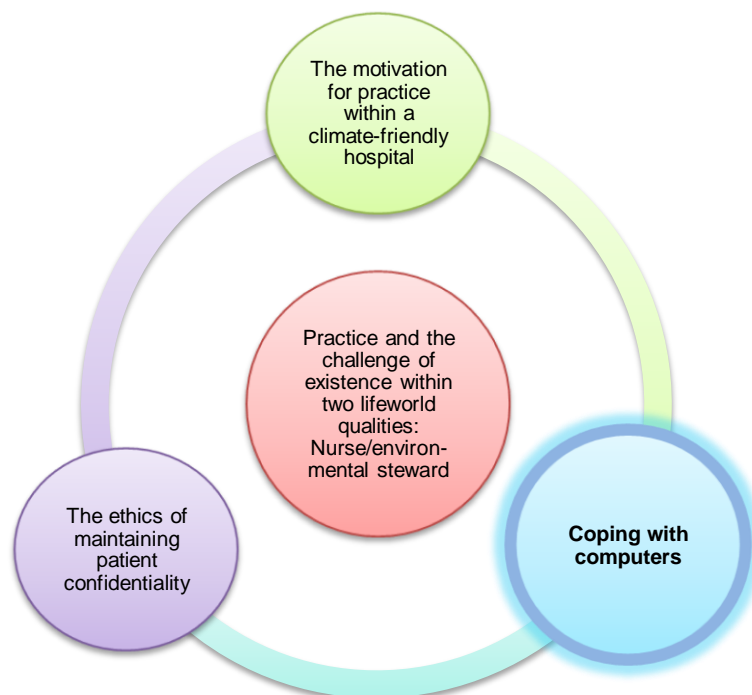 The motivation
for practice
within a
climate-friendly
hospital
Practice and the
challenge of
existence within
two lifeworld
qualities:
Nurse/environ-
mental steward
The ethics of
maintaining
patient
confidentiality
Coping with
computers